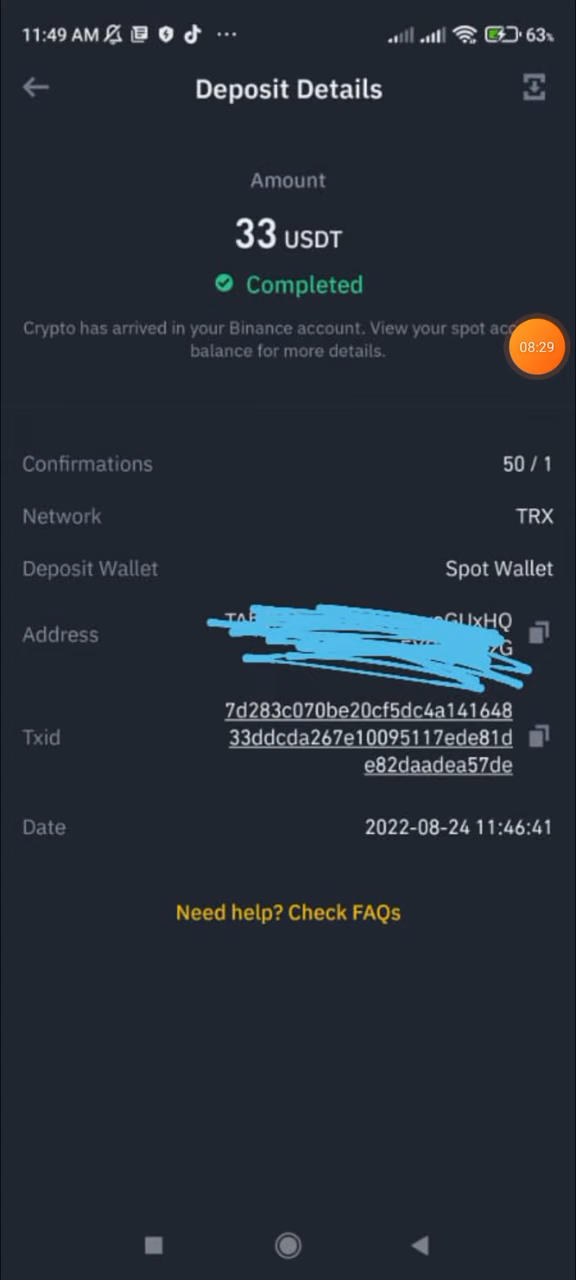 11:49 AM 63%
Deposit Details
Amount
33 USDT
Completed
Crypto has arrived in your Binance account. View your spot
balance for more details.
08:29
Confirmations 50 / 1
Network TRX
Deposit Wallet Spot Wallet
Address
7d283c070be20cf5dc4a141648
Txid 33ddcda267e10095117ede81d
e82daadea57de
Date 2022-08-24 11:46:41
Need help? Check FAQs